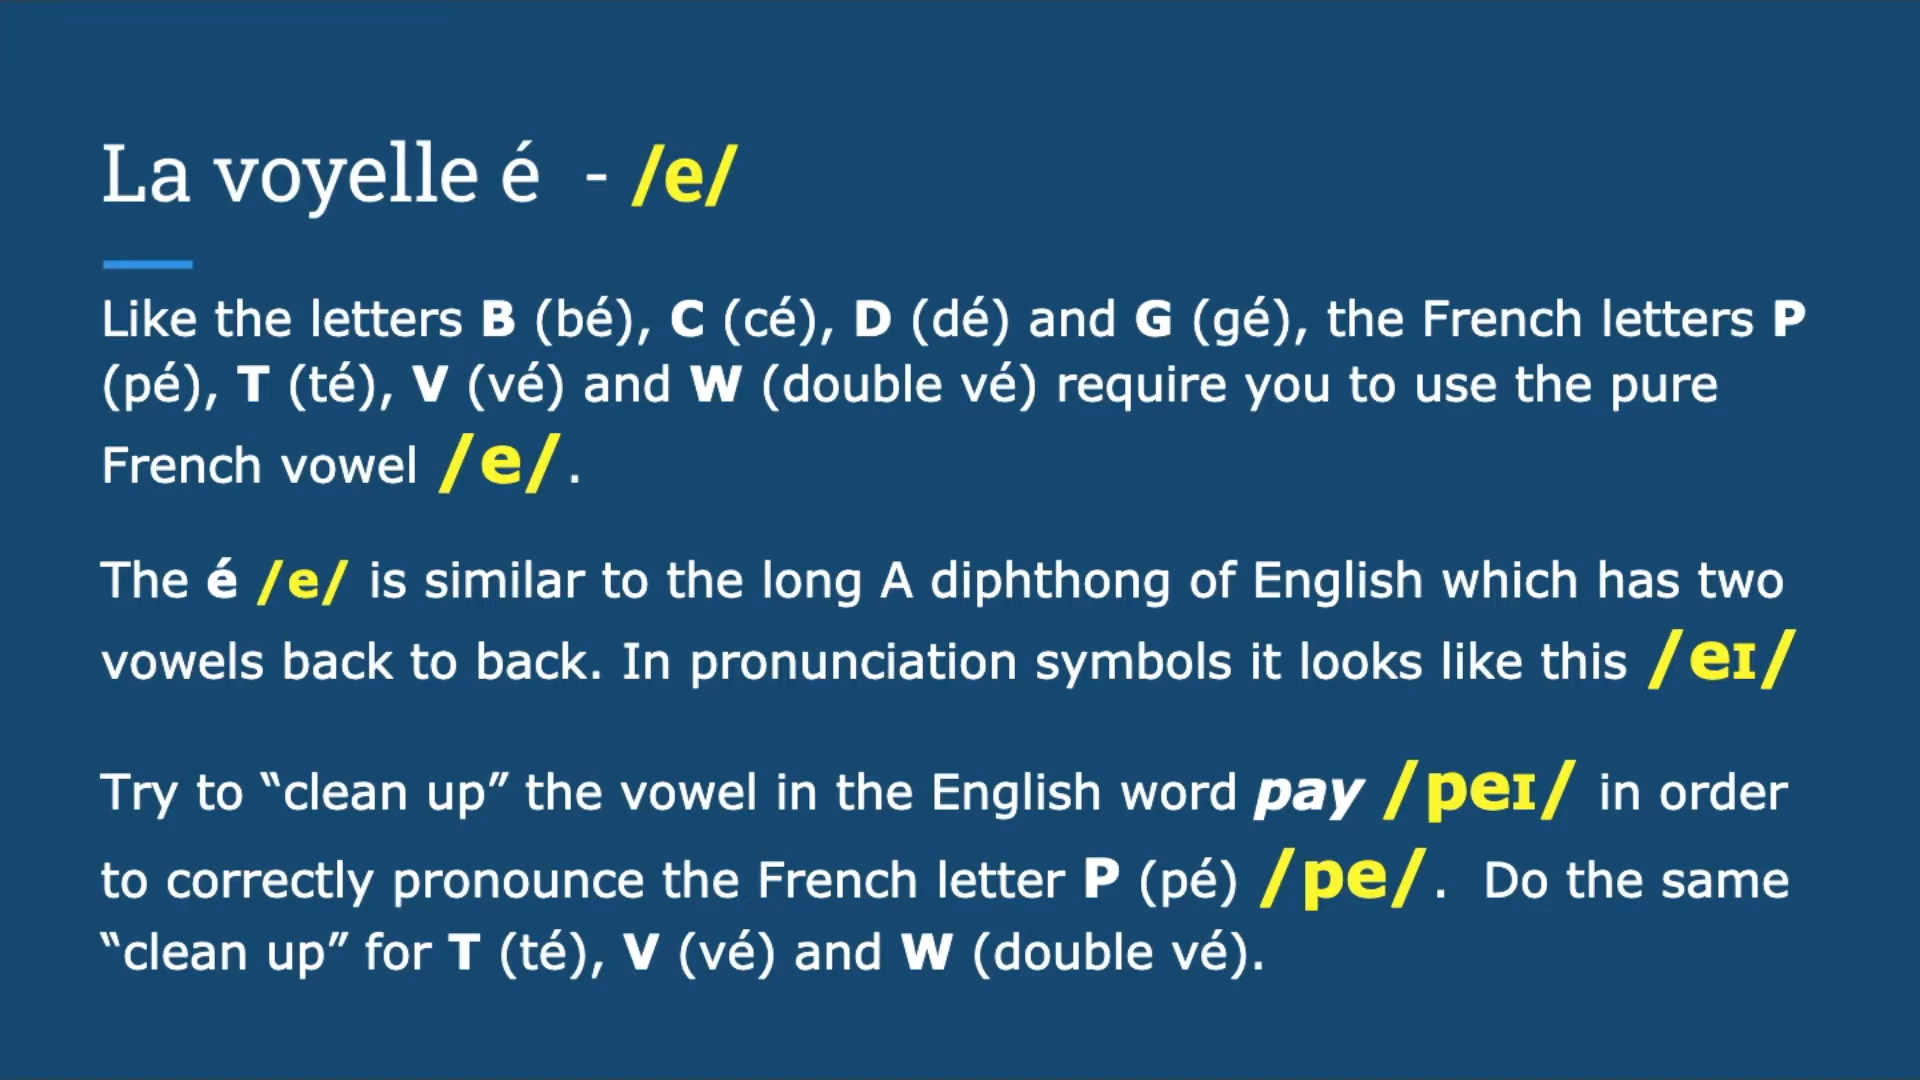 La voyelle é - /e/
Like the letters B (bé), C (cé), D (dé) and G (gé), the French letters P
(pé), T (té), V (vé) and W (double vé) require you to use the pure
French vowel /e/.
The é /e/ is similar to the long A diphthong of English which has two
vowels back to back. In pronunciation symbols it looks like this /eɪ/
Try to “clean up” the vowel in the English word pay /peɪ/ in order
to correctly pronounce the French letter P (pé) /pe/. Do the same
“clean up” for T (té), V (vé) and W (double vé).